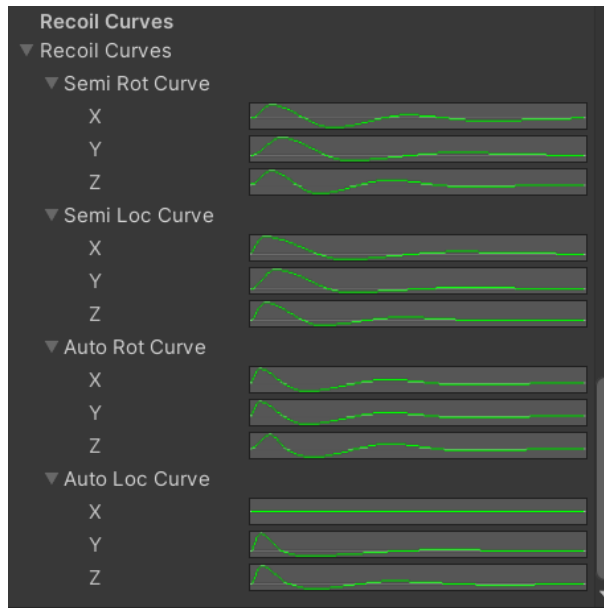 Recoil Curves
Recoil Curves
Semi Rot Curve
X
Y
Z
Semi Loc Curve
X
Y
Z
Auto Rot Curve
X
Y
Z
Auto Loc Curve
X
Y
Z